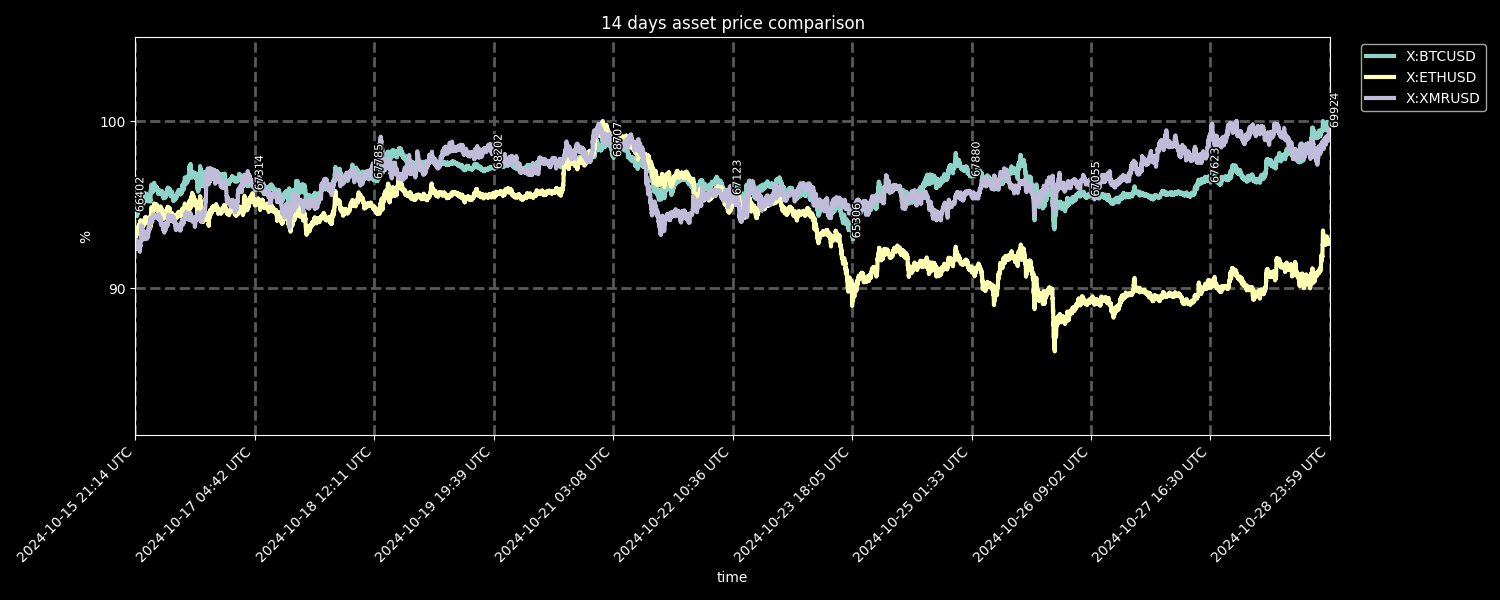 14 days asset price comparison
X:BTCUSD
X:ETHUSD
X:XMRUSD
100
90
%
66402
67314
67785
68202
68707
67123
65306
67880
67055
67623
69924
2024-10-15 21:14 UTC
2024-10-17 04:42 UTC
2024-10-18 12:11 UTC
2024-10-19 19:39 UTC
2024-10-21 03:08 UTC
2024-10-22 10:36 UTC
2024-10-23 18:05 UTC
2024-10-25 01:33 UTC
2024-10-26 09:02 UTC
2024-10-27 16:30 UTC
2024-10-28 23:59 UTC
time